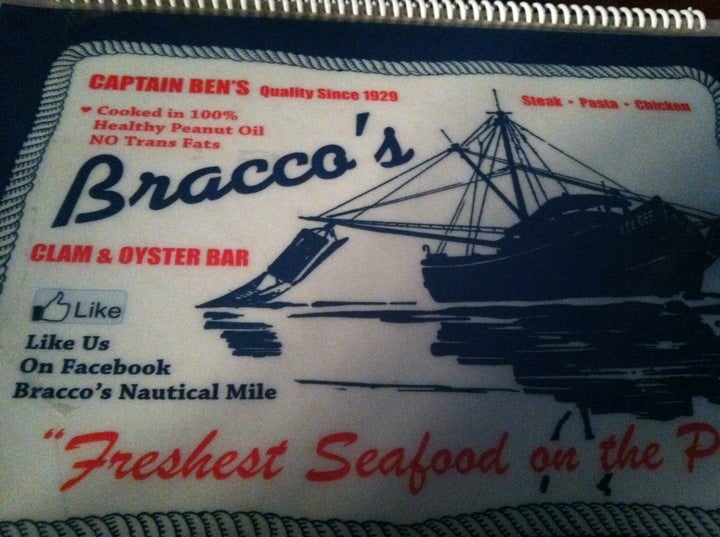 CAPTAIN BEN'S Quality Since 1929
Steak • Pasta • Chicken
♥ Cooked in 100%
Healthy Peanut Oil
NO Trans Fats
Bracco's
CLAM & OYSTER BAR
Like
Like Us
On Facebook
Bracco's Nautical Mile
"Freshest Seafood on the P